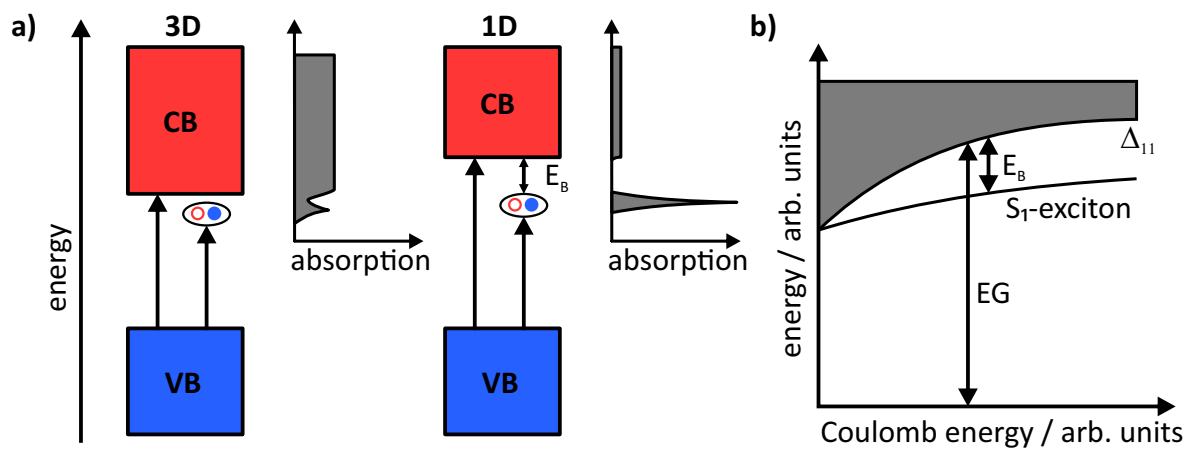 a)
3D
1D
b)
energy
CB
VB
absorption
CB
E_B
VB
absorption
energy / arb. units
Δ₁₁
E_B
S₁-exciton
EG
Coulomb energy / arb. units